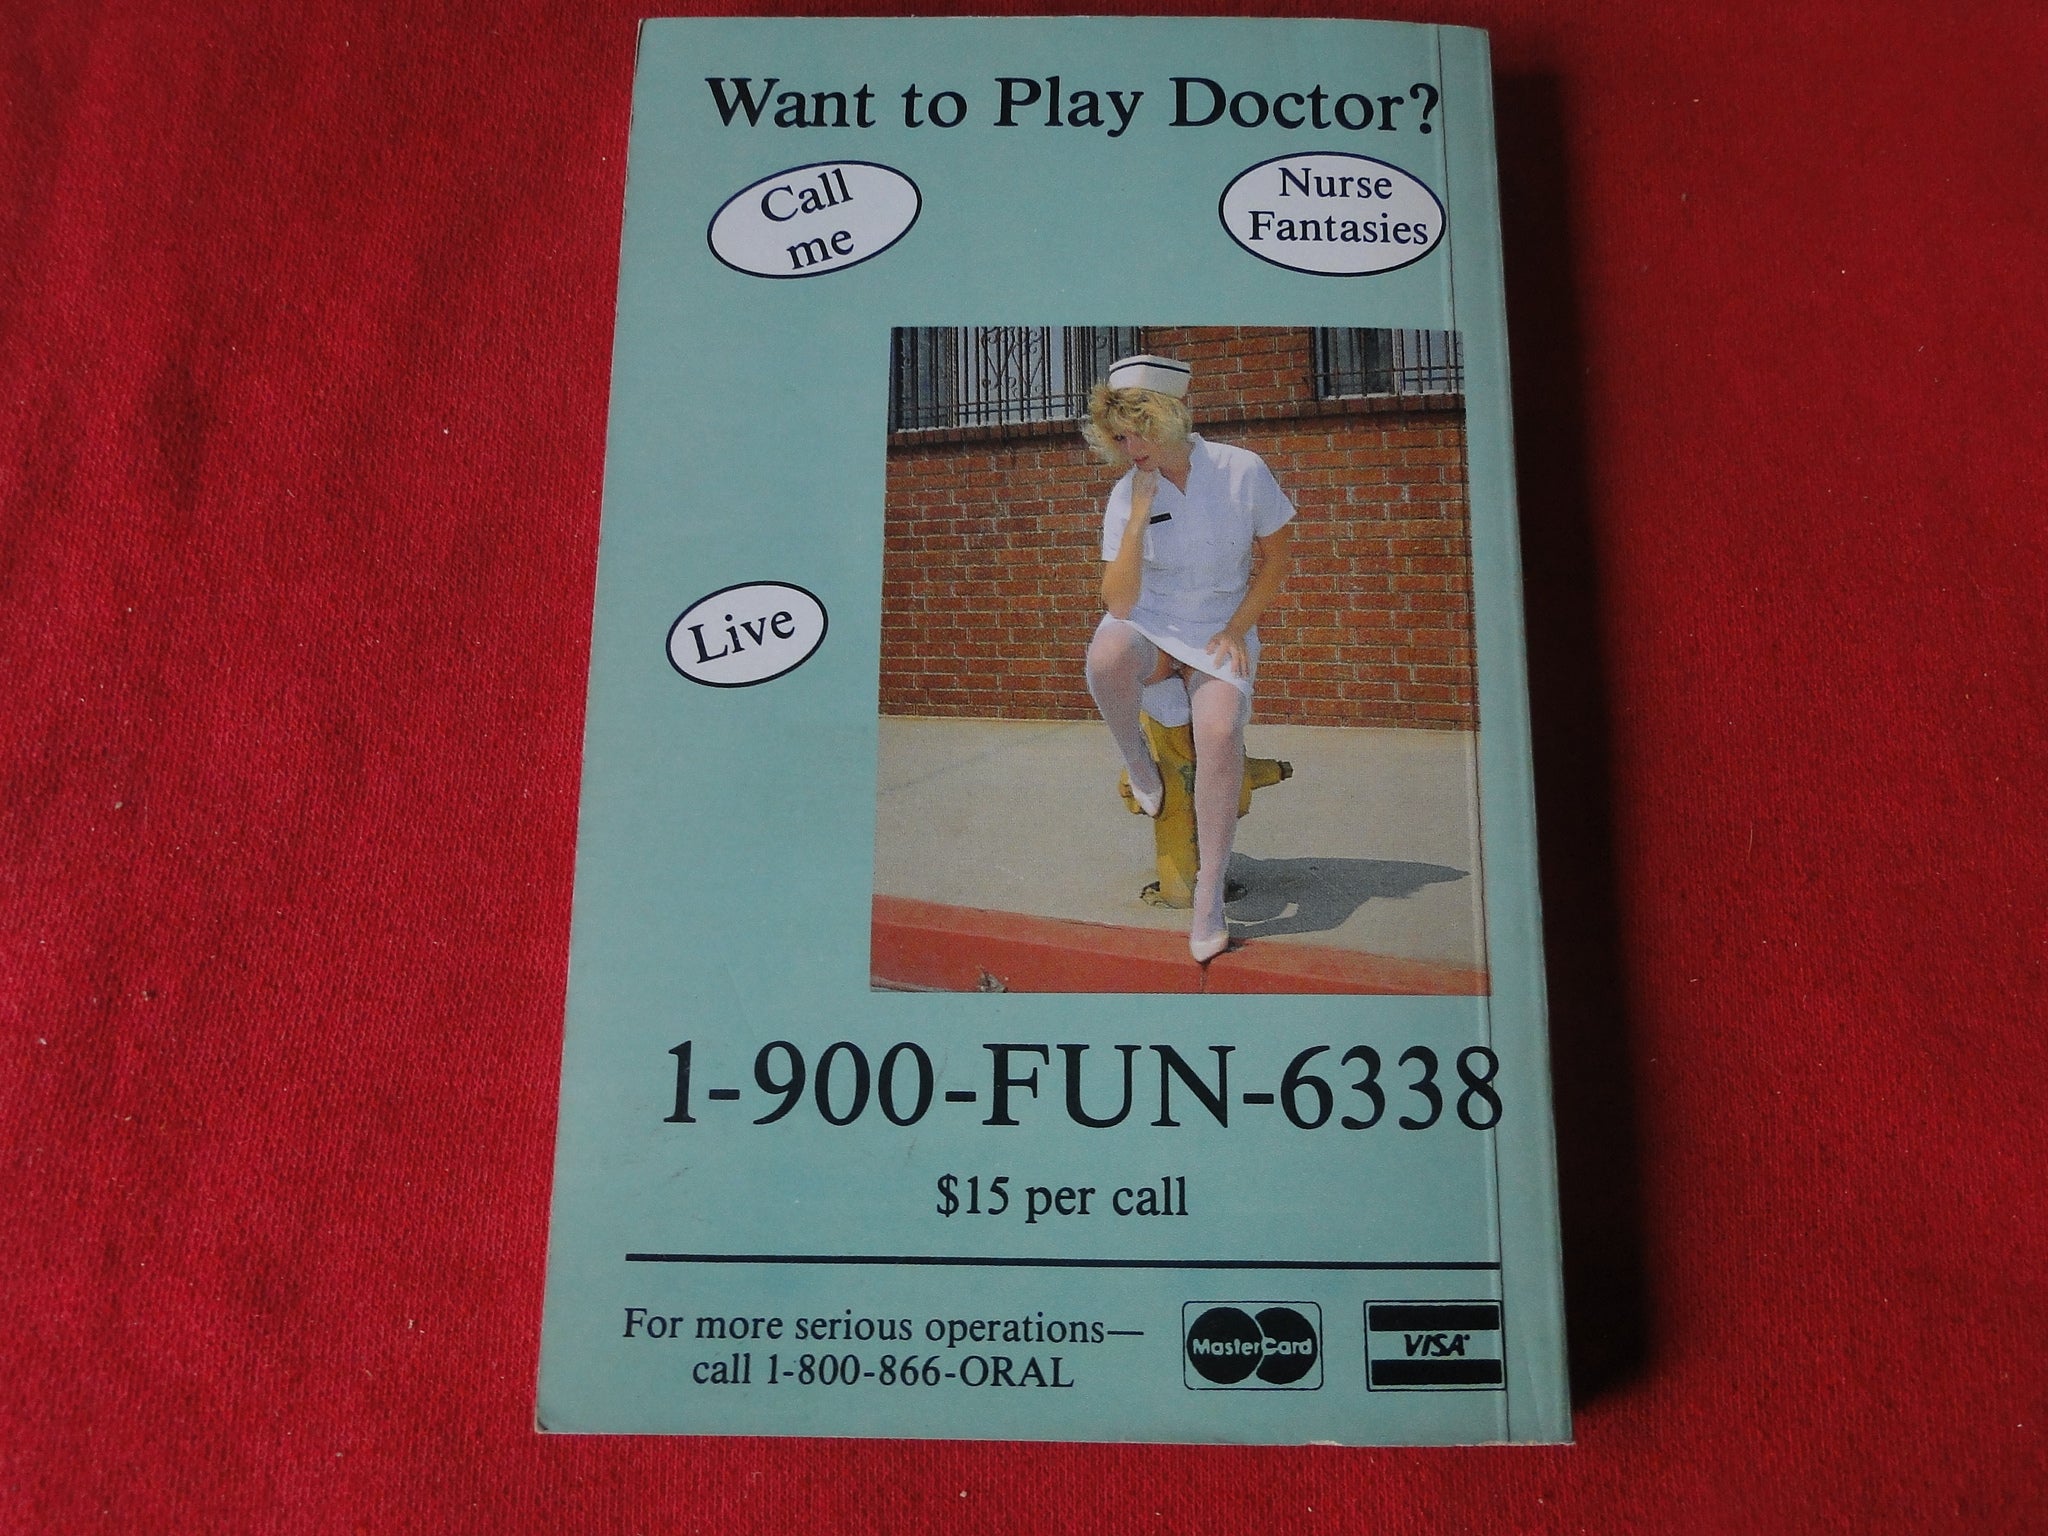 Want to Play Doctor?
Call
me
Nurse
Fantasies
Live
1-900-FUN-6338
$15 per call
For more serious operations—
call 1-800-866-ORAL
MasterCard
VISA